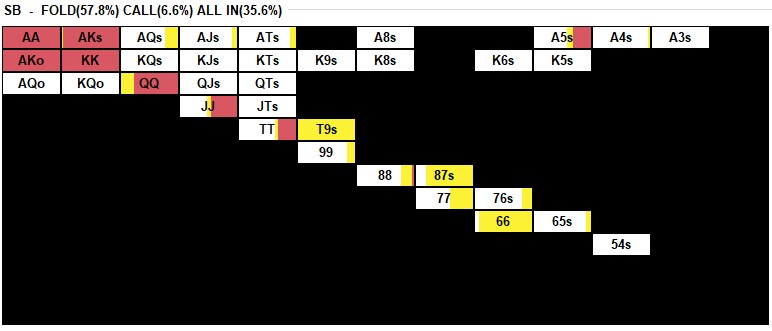 SB - FOLD(57.8%) CALL(6.6%) ALL IN(35.6%)
AA AKs AQs AJs ATs A8s A5s A4s A3s
AKo KK KQs KJs KTs K9s K8s K6s K5s
AQo KQo QQ QJs QTs
JJ JTs
TT T9s
99
88 87s
77 76s
66 65s
54s